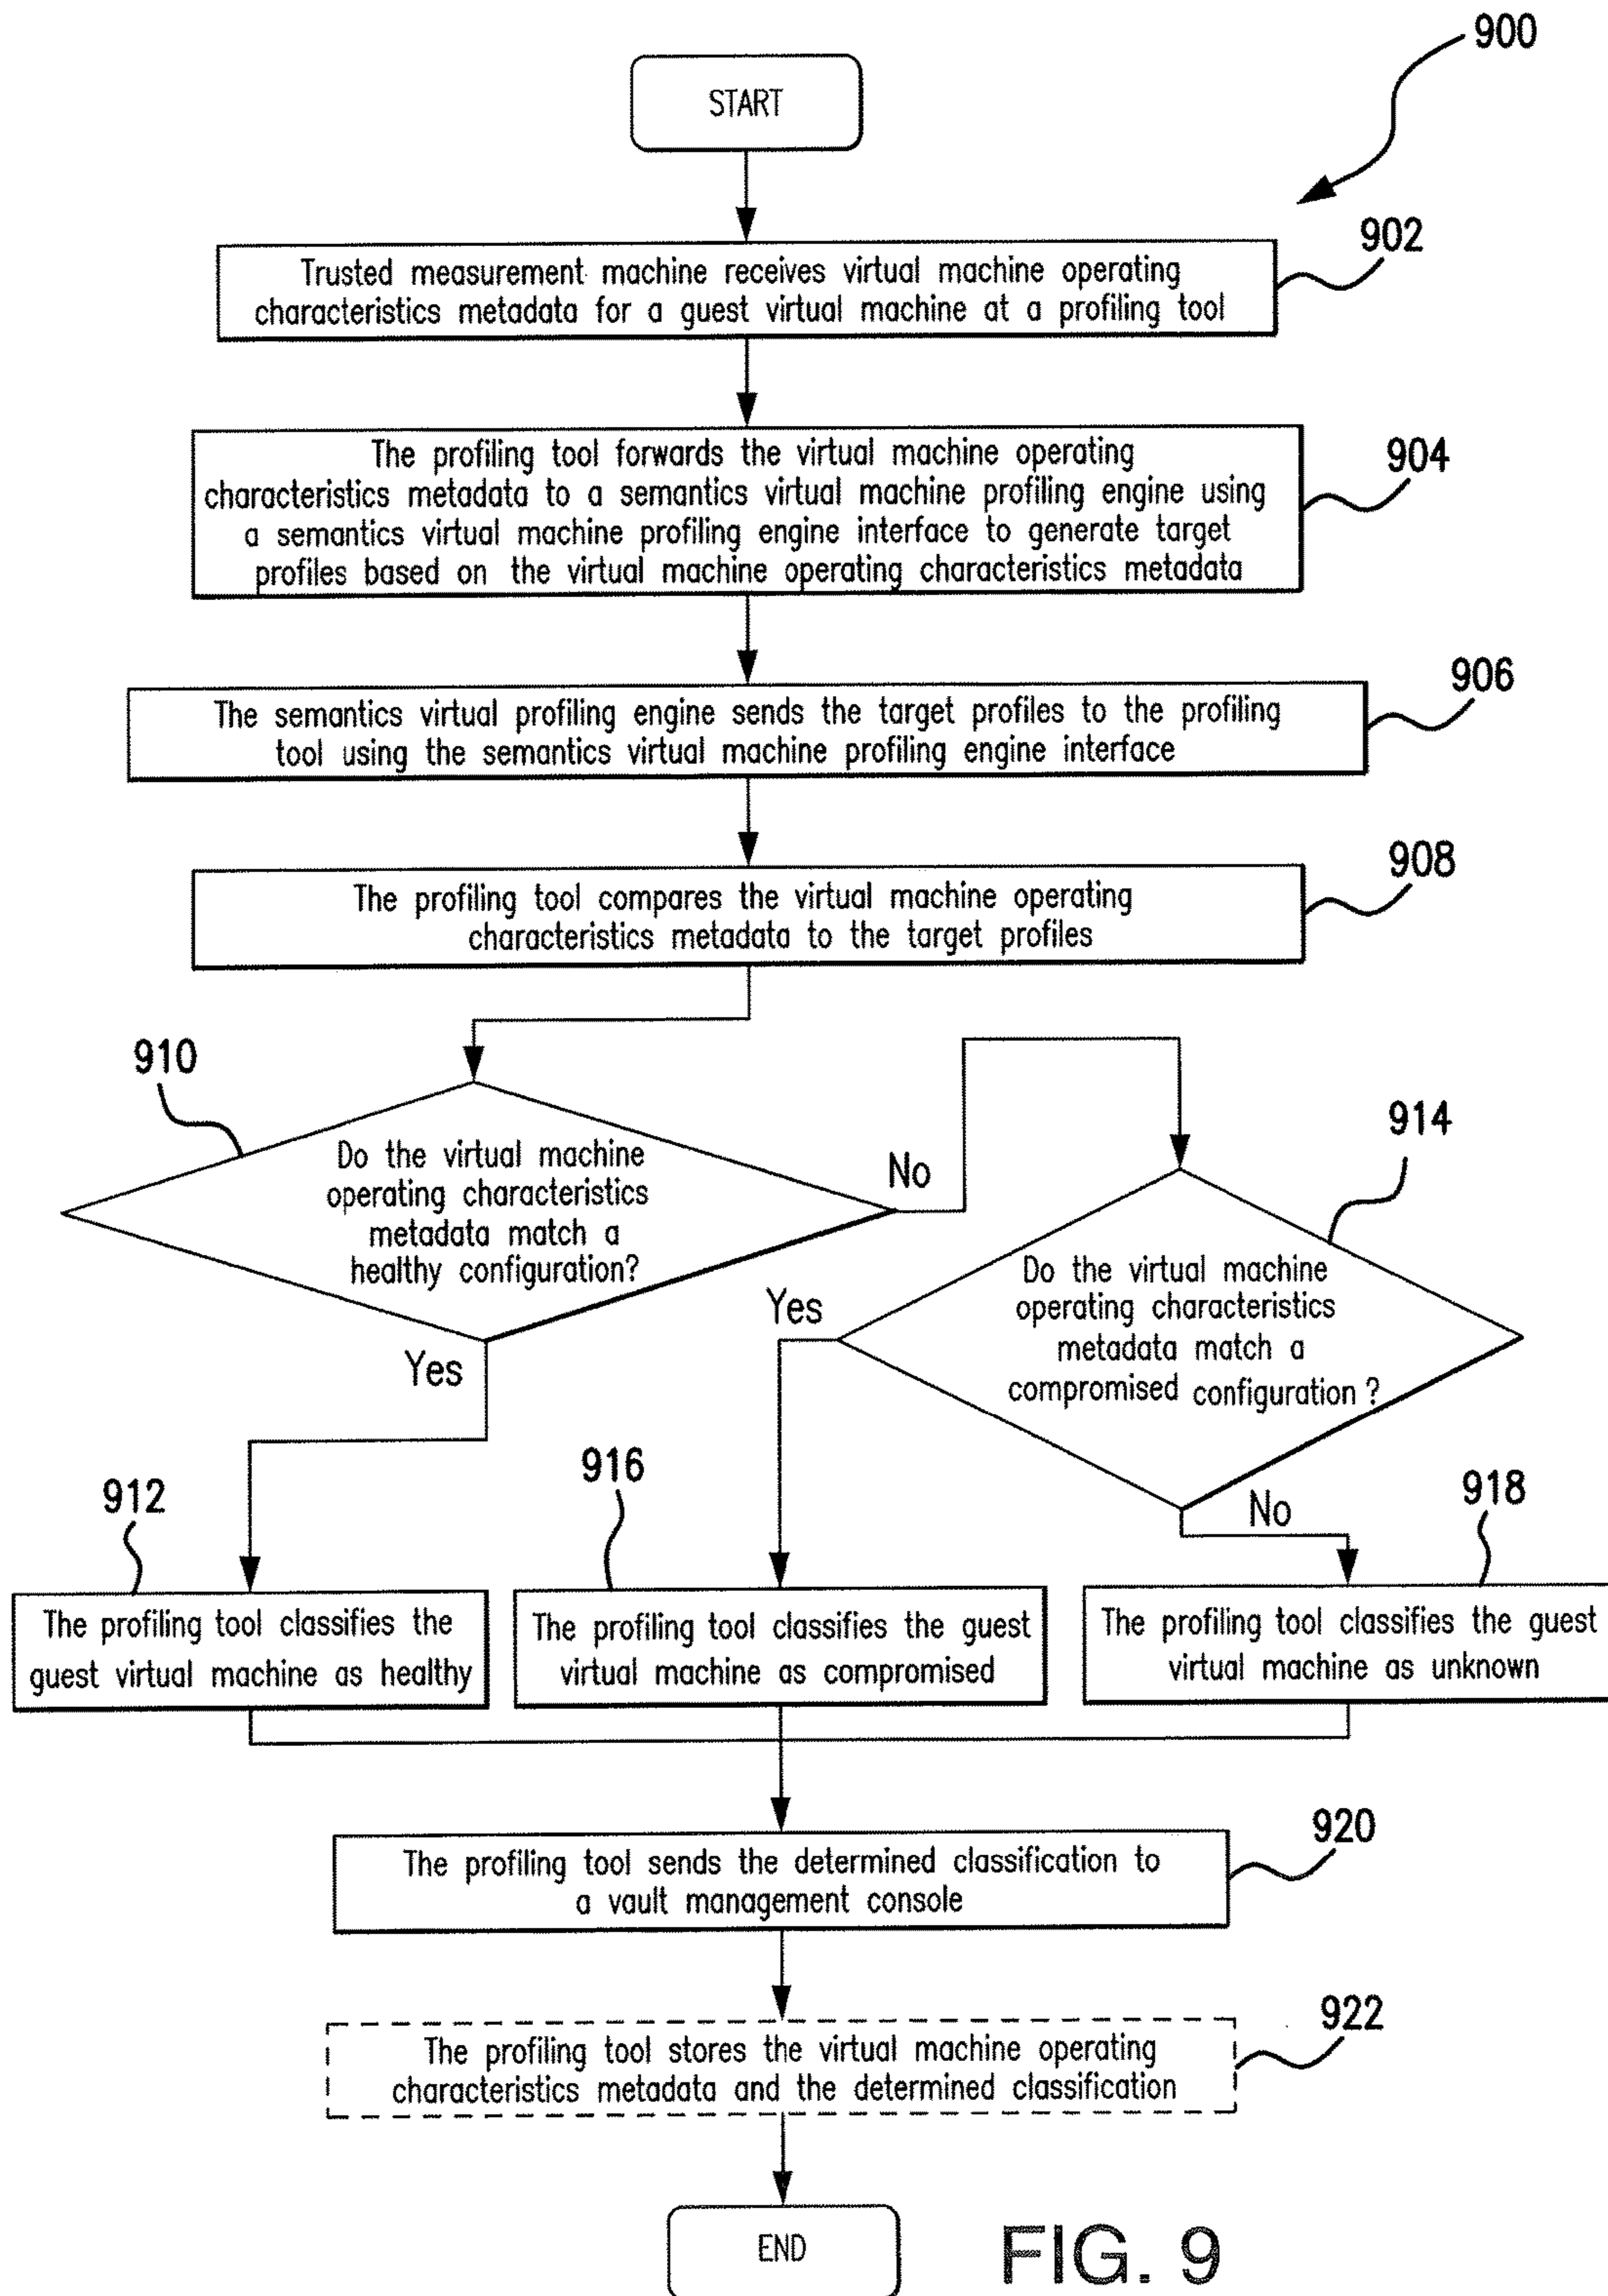 900
START
902
Trusted measurement machine receives virtual machine operating
characteristics metadata for a guest virtual machine at a profiling tool
904
The profiling tool forwards the virtual machine operating
characteristics metadata to a semantics virtual machine profiling engine using
a semantics virtual machine profiling engine interface to generate target
profiles based on the virtual machine operating characteristics metadata
906
The semantics virtual profiling engine sends the target profiles to the profiling
tool using the semantics virtual machine profiling engine interface
908
The profiling tool compares the virtual machine operating
characteristics metadata to the target profiles
910
Do the virtual machine
operating characteristics
metadata match a
healthy configuration?
No
Yes
914
Do the virtual machine
operating characteristics
metadata match a
compromised configuration ?
Yes
No
912
The profiling tool classifies the
guest virtual machine as healthy
916
The profiling tool classifies the guest
virtual machine as compromised
918
The profiling tool classifies the guest
virtual machine as unknown
920
The profiling tool sends the determined classification to
a vault management console
922
The profiling tool stores the virtual machine operating
characteristics metadata and the determined classification
END
FIG. 9